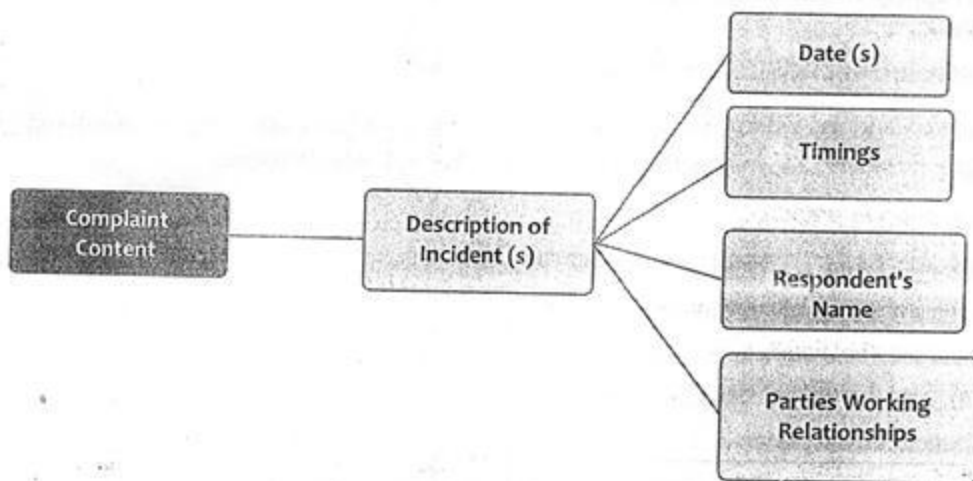 Complaint
Content
Description of
Incident (s)
Date (s)
Timings
Respondent's
Name
Parties Working
Relationships